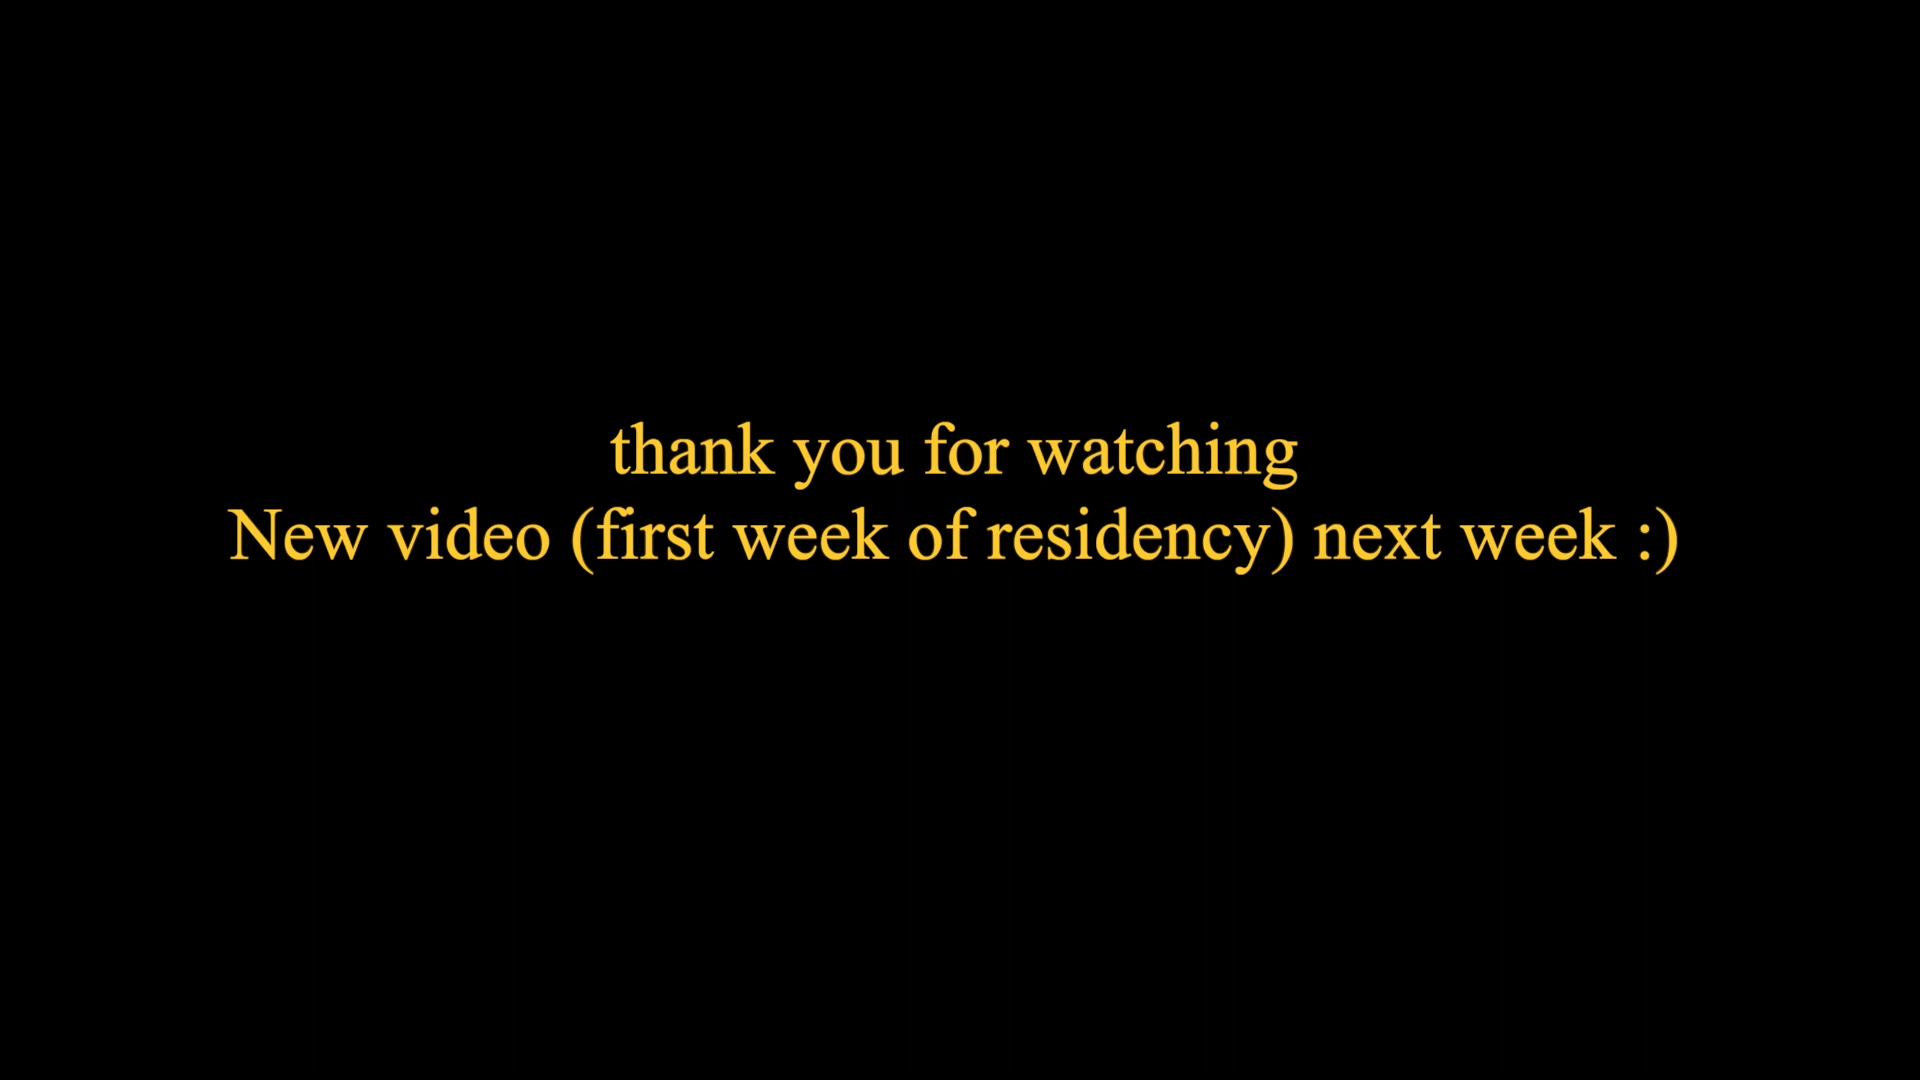 thank you for watching
New video (first week of residency) next week :)